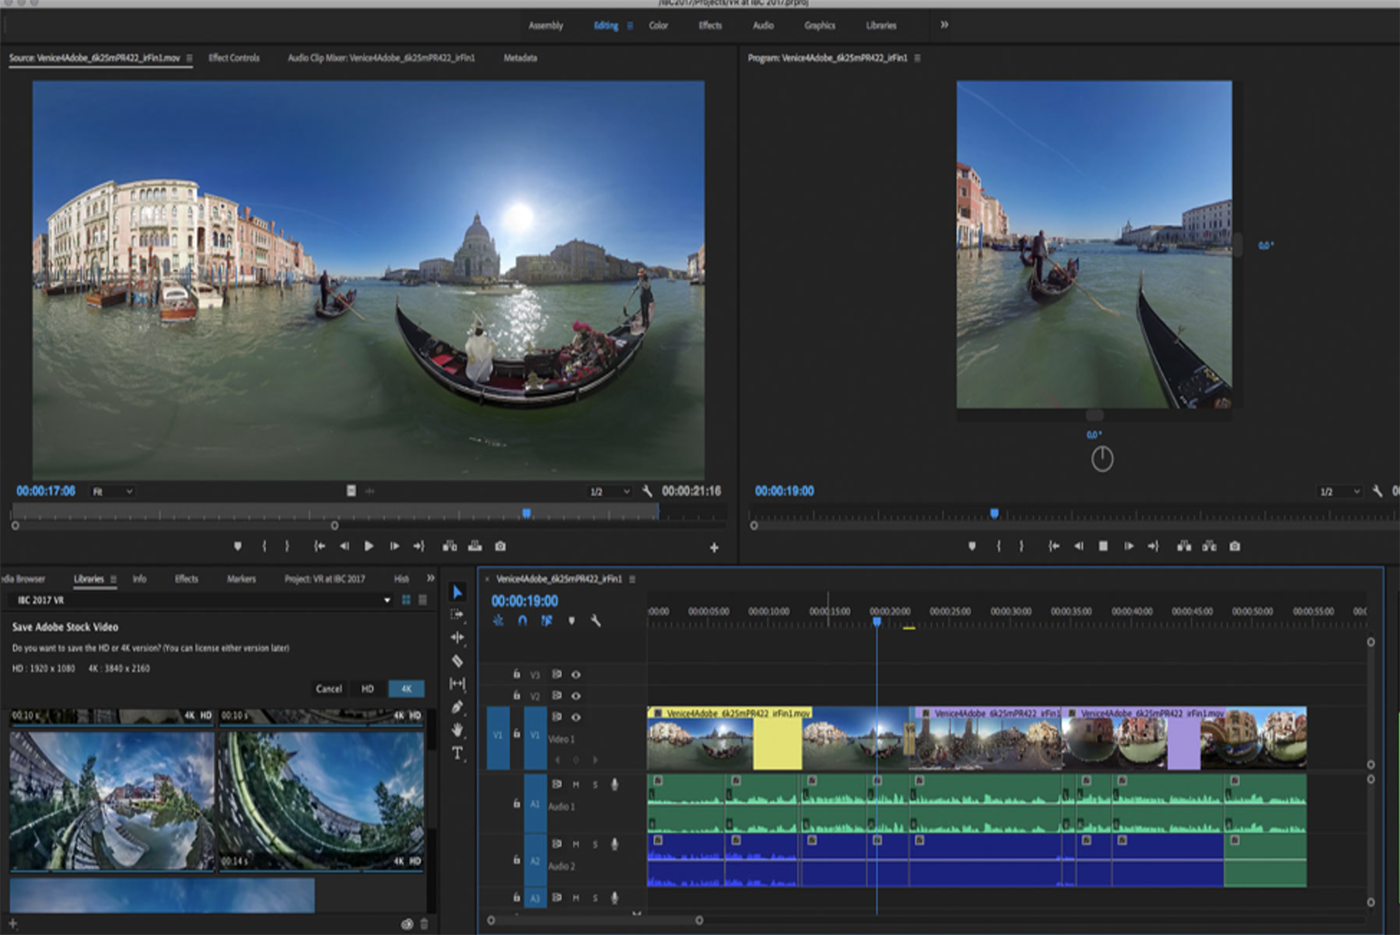 /IBC2017/Projects/VR at IBC 2017.prproj
Assembly Editing Color Effects Audio Graphics Libraries
Source: Venice4Adobe_6k25mPR422_irFin1.mov Effect Controls Audio Clip Mixer: Venice4Adobe_6k25mPR422_irFin1 Metadata
Program: Venice4Adobe_6k25mPR422_irFin1
0,0 °
0,0 °
00:00:17:06 Fit 1/2 00:00:21:16
00:00:19:00 1/2
dia Browser Libraries Info Effects Markers Project: VR at IBC 2017
IBC 2017 VR
Save Adobe Stock Video
Do you want to save the HD or 4K version? (You can license either version later)
HD : 1920 x 1080 4K : 3840 x 2160
Cancel HD 4K
00:10 s 4K HD 00:10 s 4K HD
00:14 s 4K HD
Venice4Adobe_6k25mPR422_irFin1
00:00:19:00
:00:00 00:00:05:00 00:00:10:00 00:00:15:00 00:00:20:00 00:00:25:00 00:00:30:00 00:00:35:00 00:00:40:00 00:00:45:00 00:00:50:00 00:00:55:00 00:0
V3
V2
Venice4Adobe_6k25mPR422_irFin1.mov Venice4Adobe_6k25mPR422_irFin1 Venice4Adobe_6k25mPR422_irFin1.mov
V1 V1 Video 1
M S
A1 Audio 1
M S
A2 Audio 2
A3 M S